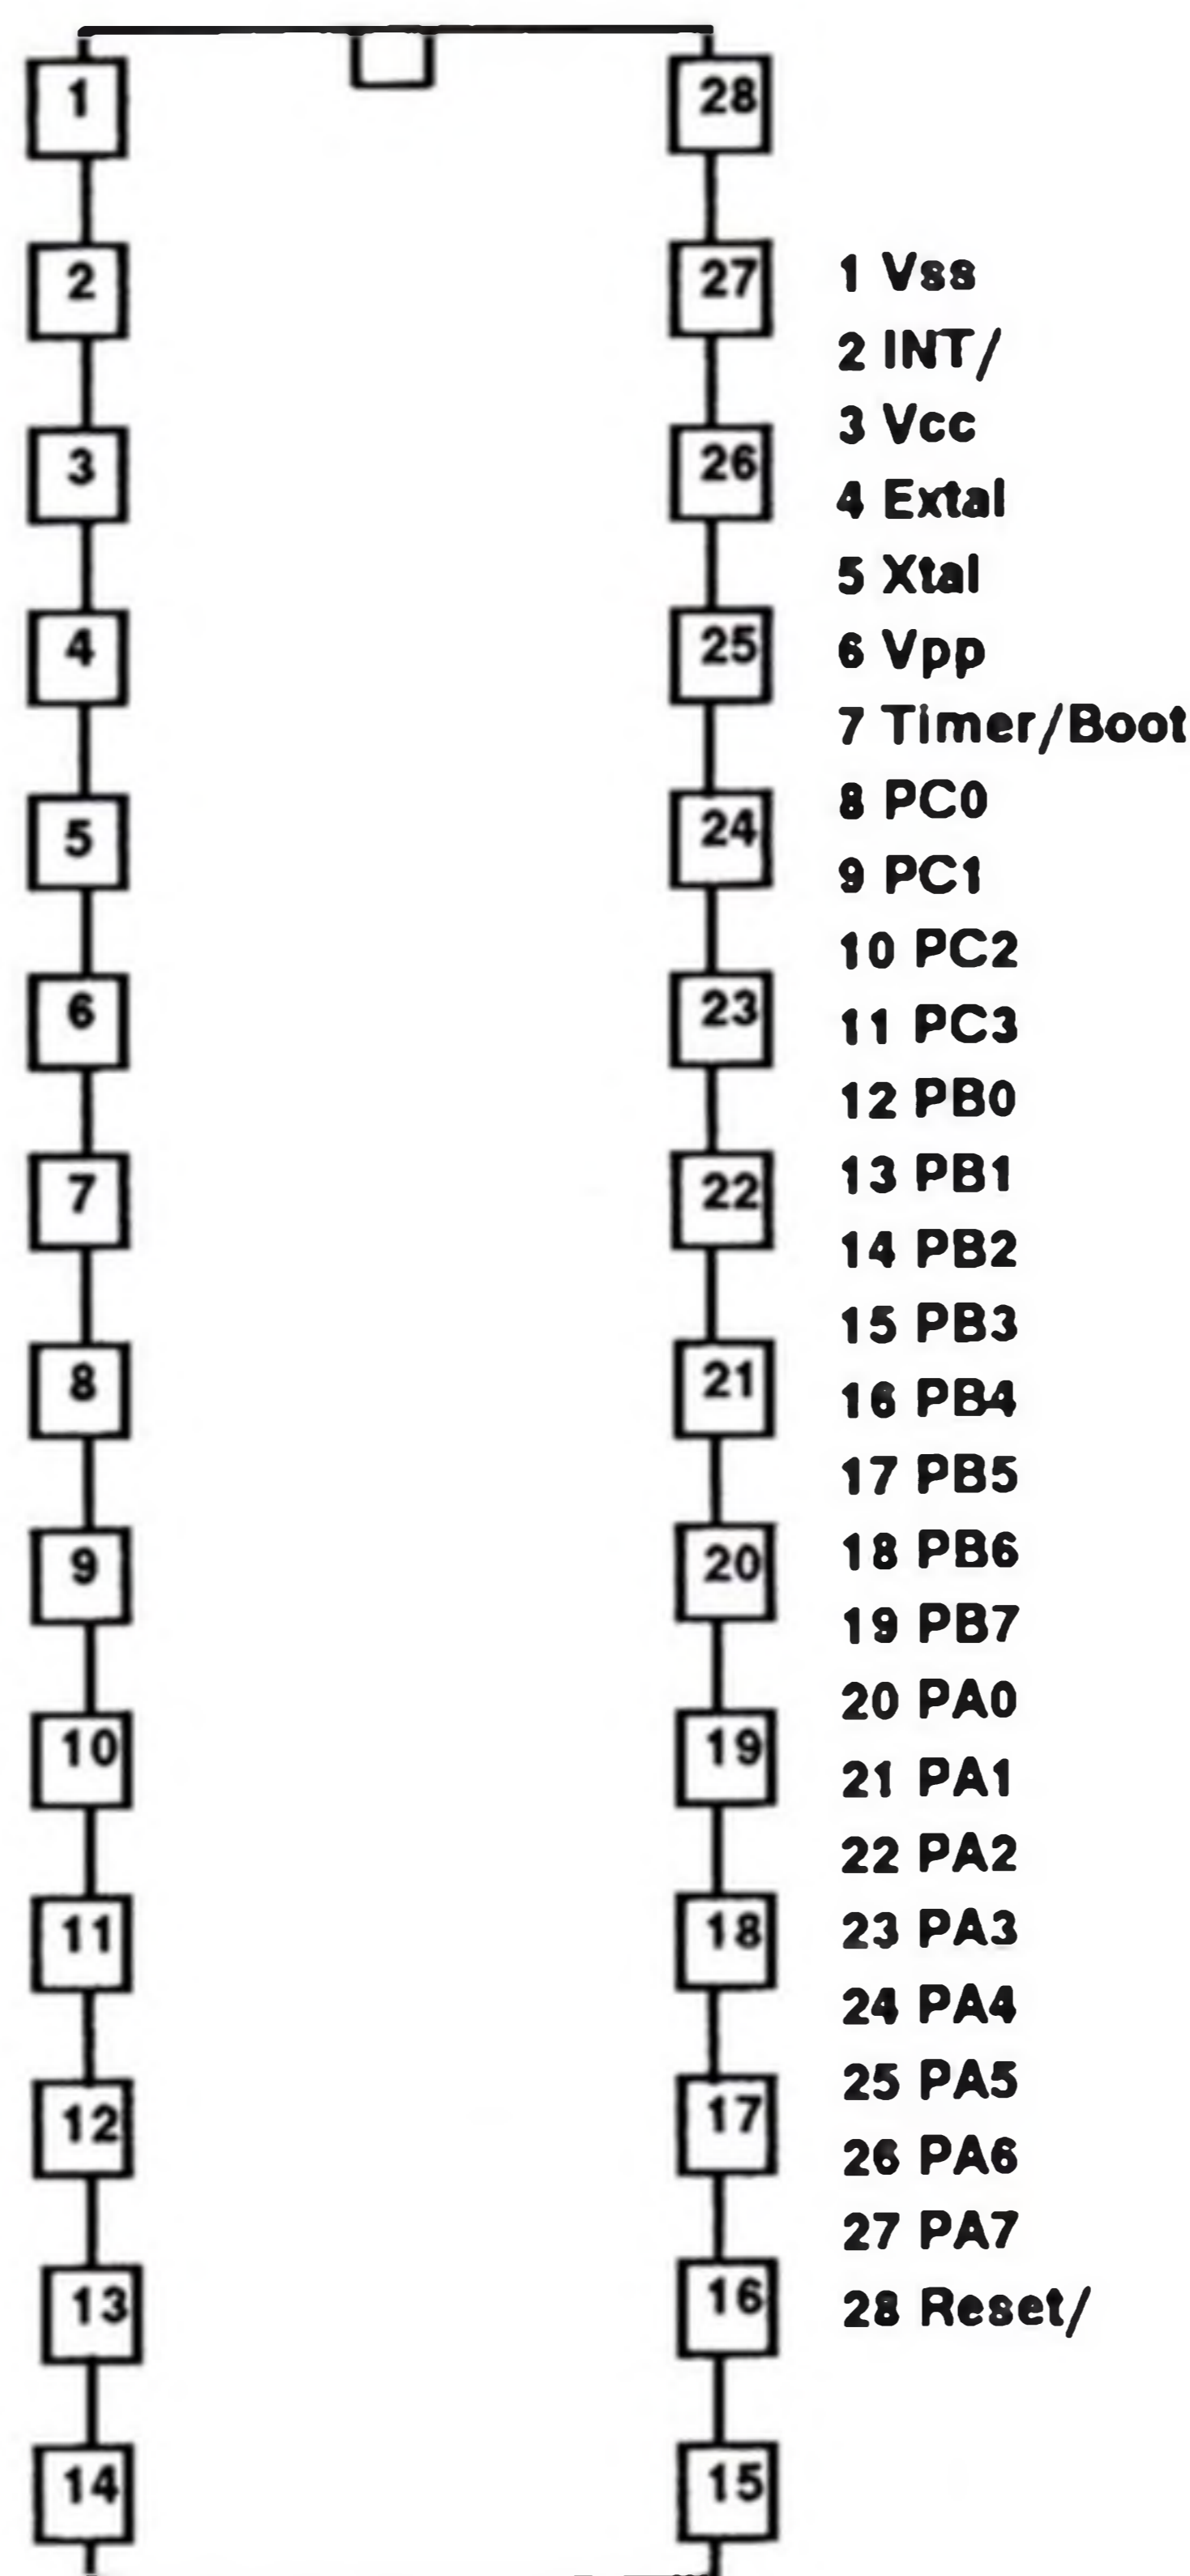 1 28
2 27
3 26
4 25
5 24
6 23
7 22
8 21
9 20
10 19
11 18
12 17
13 16
14 15
1 Vss
2 INT/
3 Vcc
4 Extal
5 Xtal
6 Vpp
7 Timer/Boot
8 PC0
9 PC1
10 PC2
11 PC3
12 PB0
13 PB1
14 PB2
15 PB3
16 PB4
17 PB5
18 PB6
19 PB7
20 PA0
21 PA1
22 PA2
23 PA3
24 PA4
25 PA5
26 PA6
27 PA7
28 Reset/